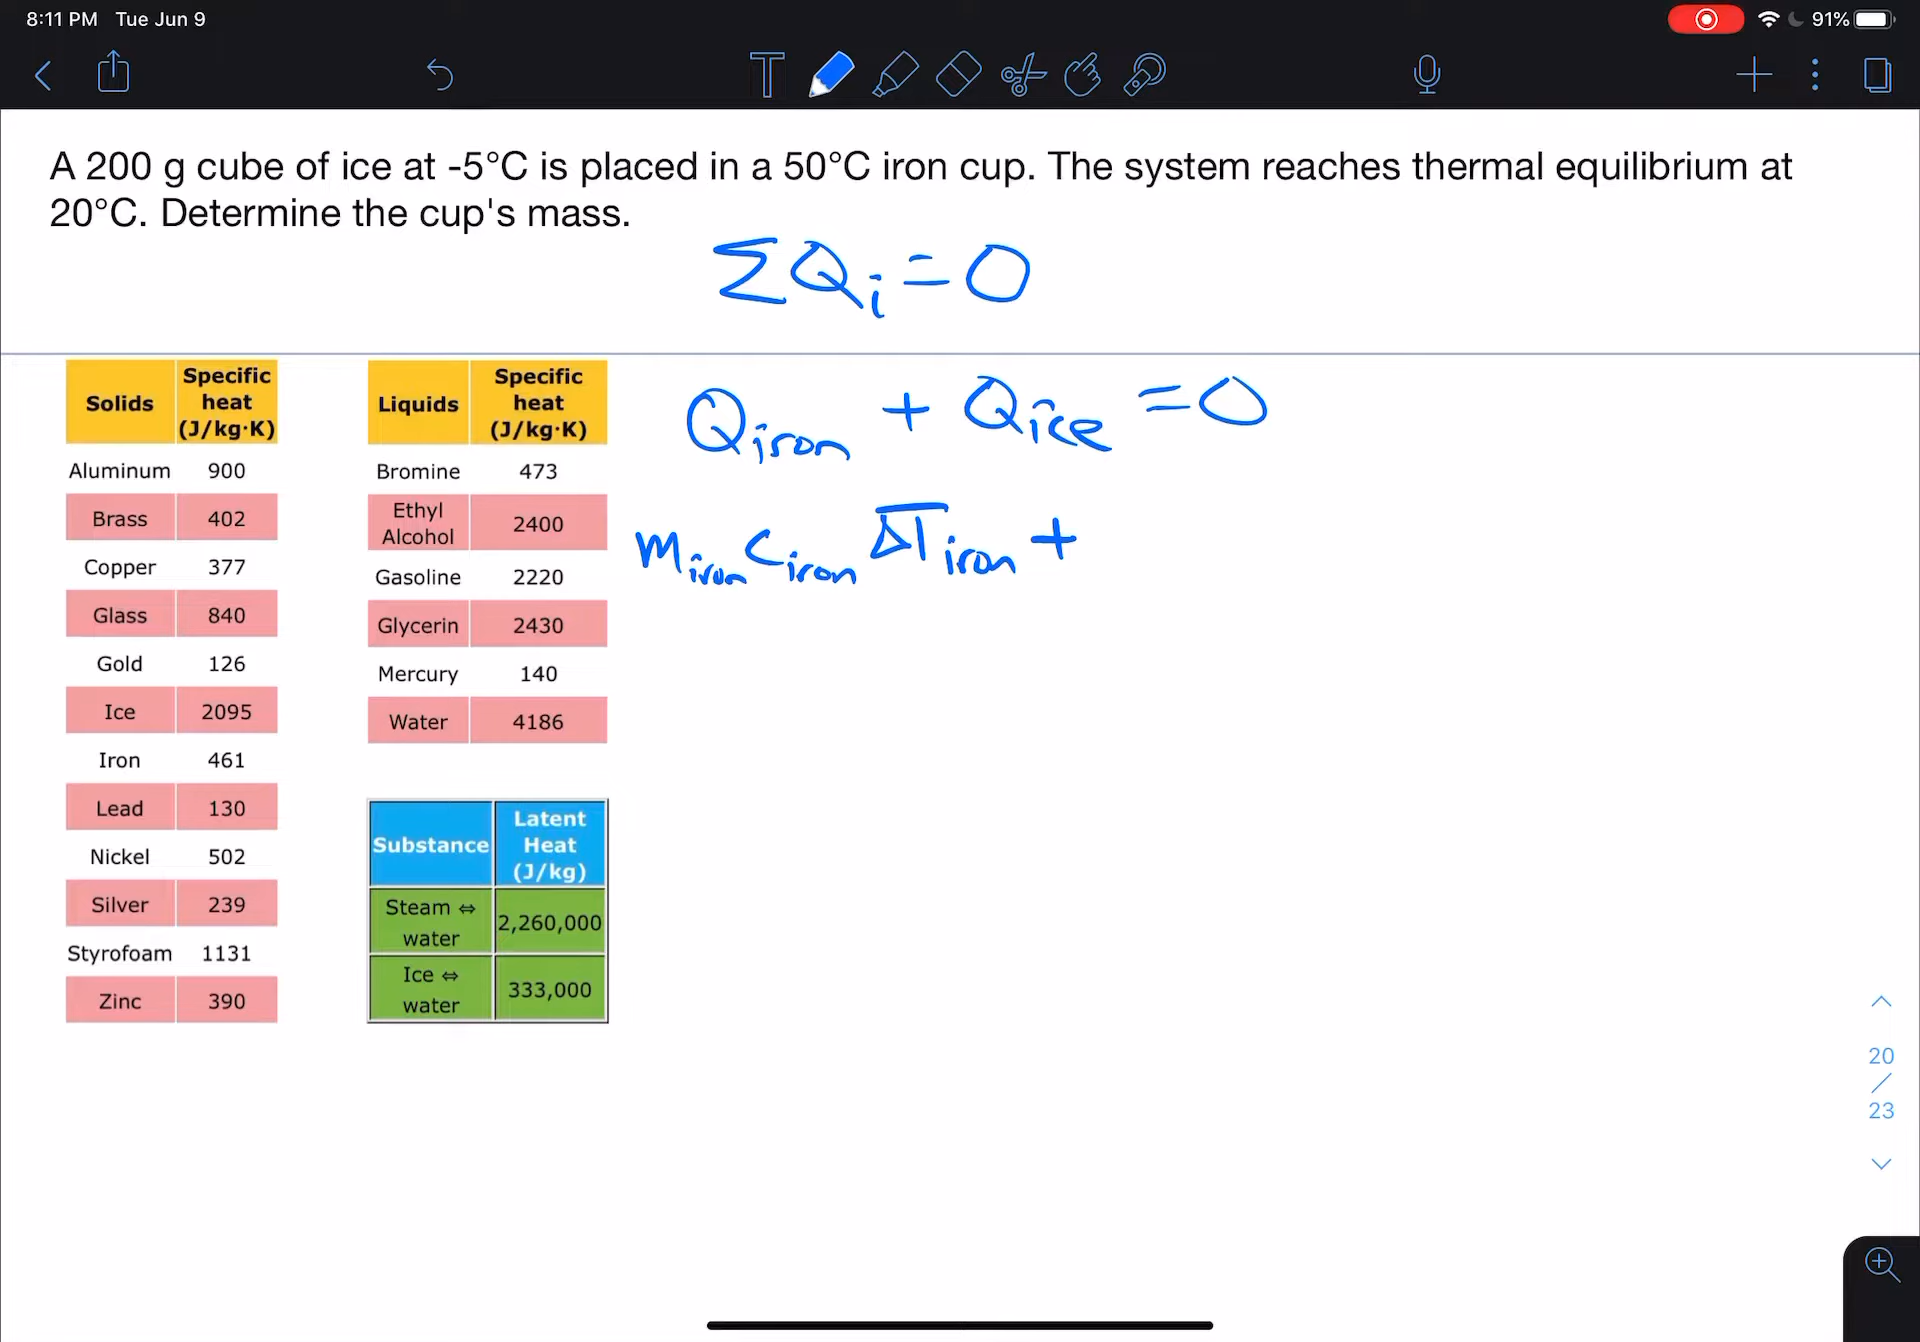 8:11 PM Tue Jun 9
91%
A 200 g cube of ice at -5°C is placed in a 50°C iron cup. The system reaches thermal equilibrium at
20°C. Determine the cup's mass.
ΣQi = 0
Qiron + Qice = 0
miron ciron ΔTiron +
Solids Specific heat (J/kg·K)
Aluminum 900
Brass 402
Copper 377
Glass 840
Gold 126
Ice 2095
Iron 461
Lead 130
Nickel 502
Silver 239
Styrofoam 1131
Zinc 390
Liquids Specific heat (J/kg·K)
Bromine 473
Ethyl Alcohol 2400
Gasoline 2220
Glycerin 2430
Mercury 140
Water 4186
Substance Latent Heat (J/kg)
Steam ⇔ water 2,260,000
Ice ⇔ water 333,000
20
/
23